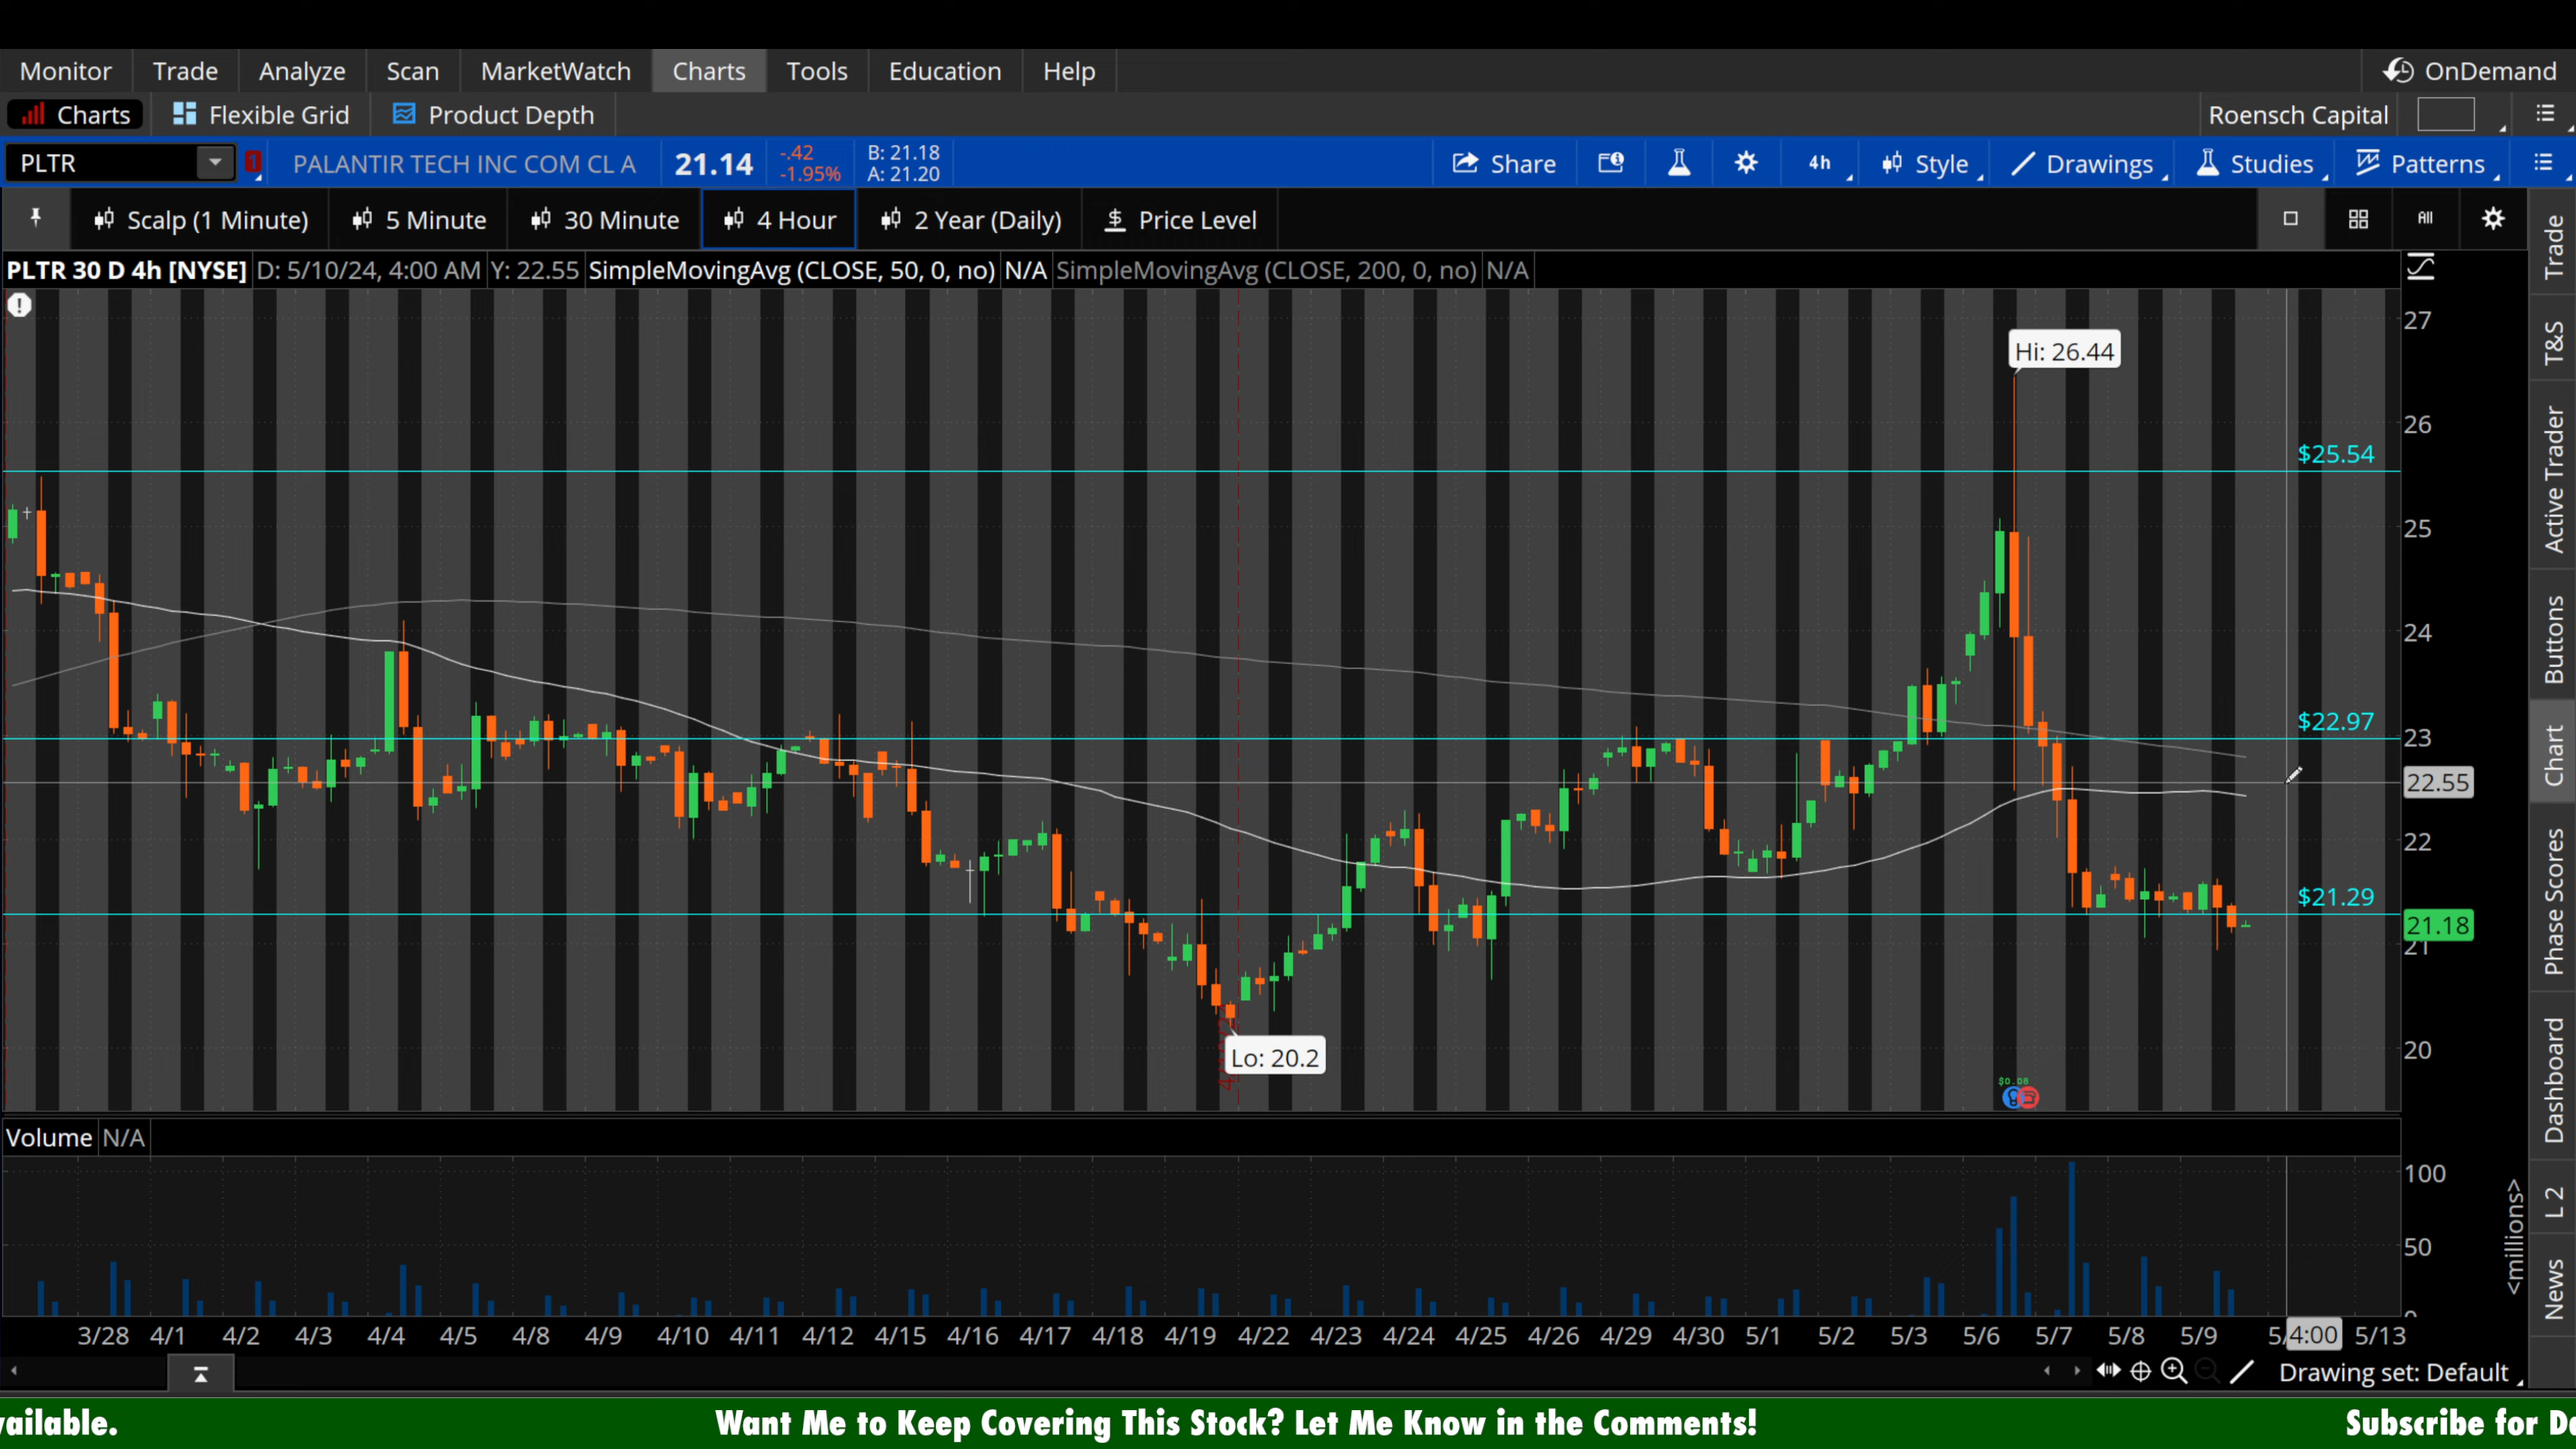 Monitor Trade Analyze Scan MarketWatch Charts Tools Education Help OnDemand
Charts Flexible Grid Product Depth Roensch Capital
PLTR 1 PALANTIR TECH INC COM CL A 21.14 -.42 -1.95% B: 21.18 A: 21.20 Share 4h Style Drawings Studies Patterns
Scalp (1 Minute) 5 Minute 30 Minute 4 Hour 2 Year (Daily) Price Level All
PLTR 30 D 4h [NYSE] D: 5/10/24, 4:00 AM Y: 22.55 SimpleMovingAvg (CLOSE, 50, 0, no) N/A SimpleMovingAvg (CLOSE, 200, 0, no) N/A
27
Hi: 26.44
26
$25.54
25
24
$22.97
23
22.55
22
$21.29
21.18
21
Lo: 20.2
20
$0.08
Volume N/A
100
50
0
<millions>
3/28 4/1 4/2 4/3 4/4 4/5 4/8 4/9 4/10 4/11 4/12 4/15 4/16 4/17 4/18 4/19 4/22 4/23 4/24 4/25 4/26 4/29 4/30 5/1 5/2 5/3 5/6 5/7 5/8 5/9 5/ 4:00 5/13
Drawing set: Default
Trade
T&S
Active Trader
Buttons
Chart
Phase Scores
Dashboard
L 2
News
vailable. Want Me to Keep Covering This Stock? Let Me Know in the Comments! Subscribe for D